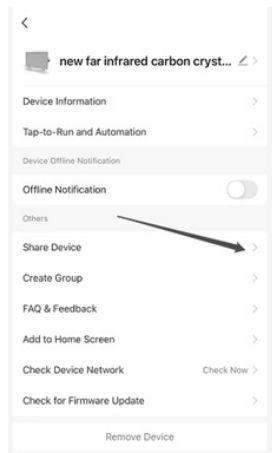 new far infrared carbon cryst...
Device Information
Tap-to-Run and Automation
Device Offline Notification
Offline Notification
Others
Share Device
Create Group
FAQ & Feedback
Add to Home Screen
Check Device Network Check Now
Check for Firmware Update
Remove Device